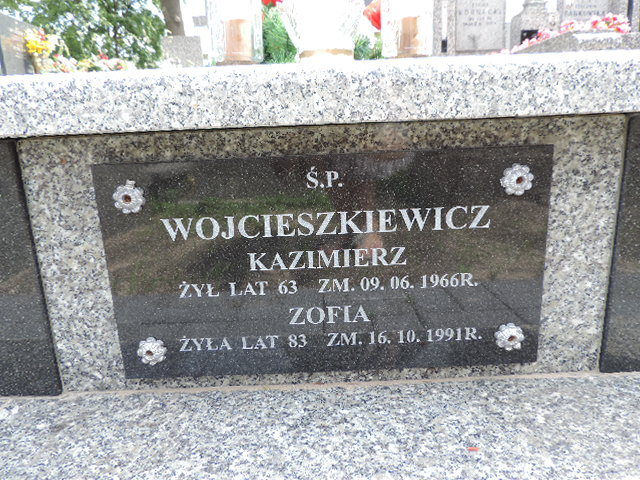 Ś.P.
WOJCIESZKIEWICZ
KAZIMIERZ
ŻYŁ LAT 63 ZM. 09. 06. 1966R.
ZOFIA
ŻYŁA LAT 83 ZM. 16. 10. 1991R.